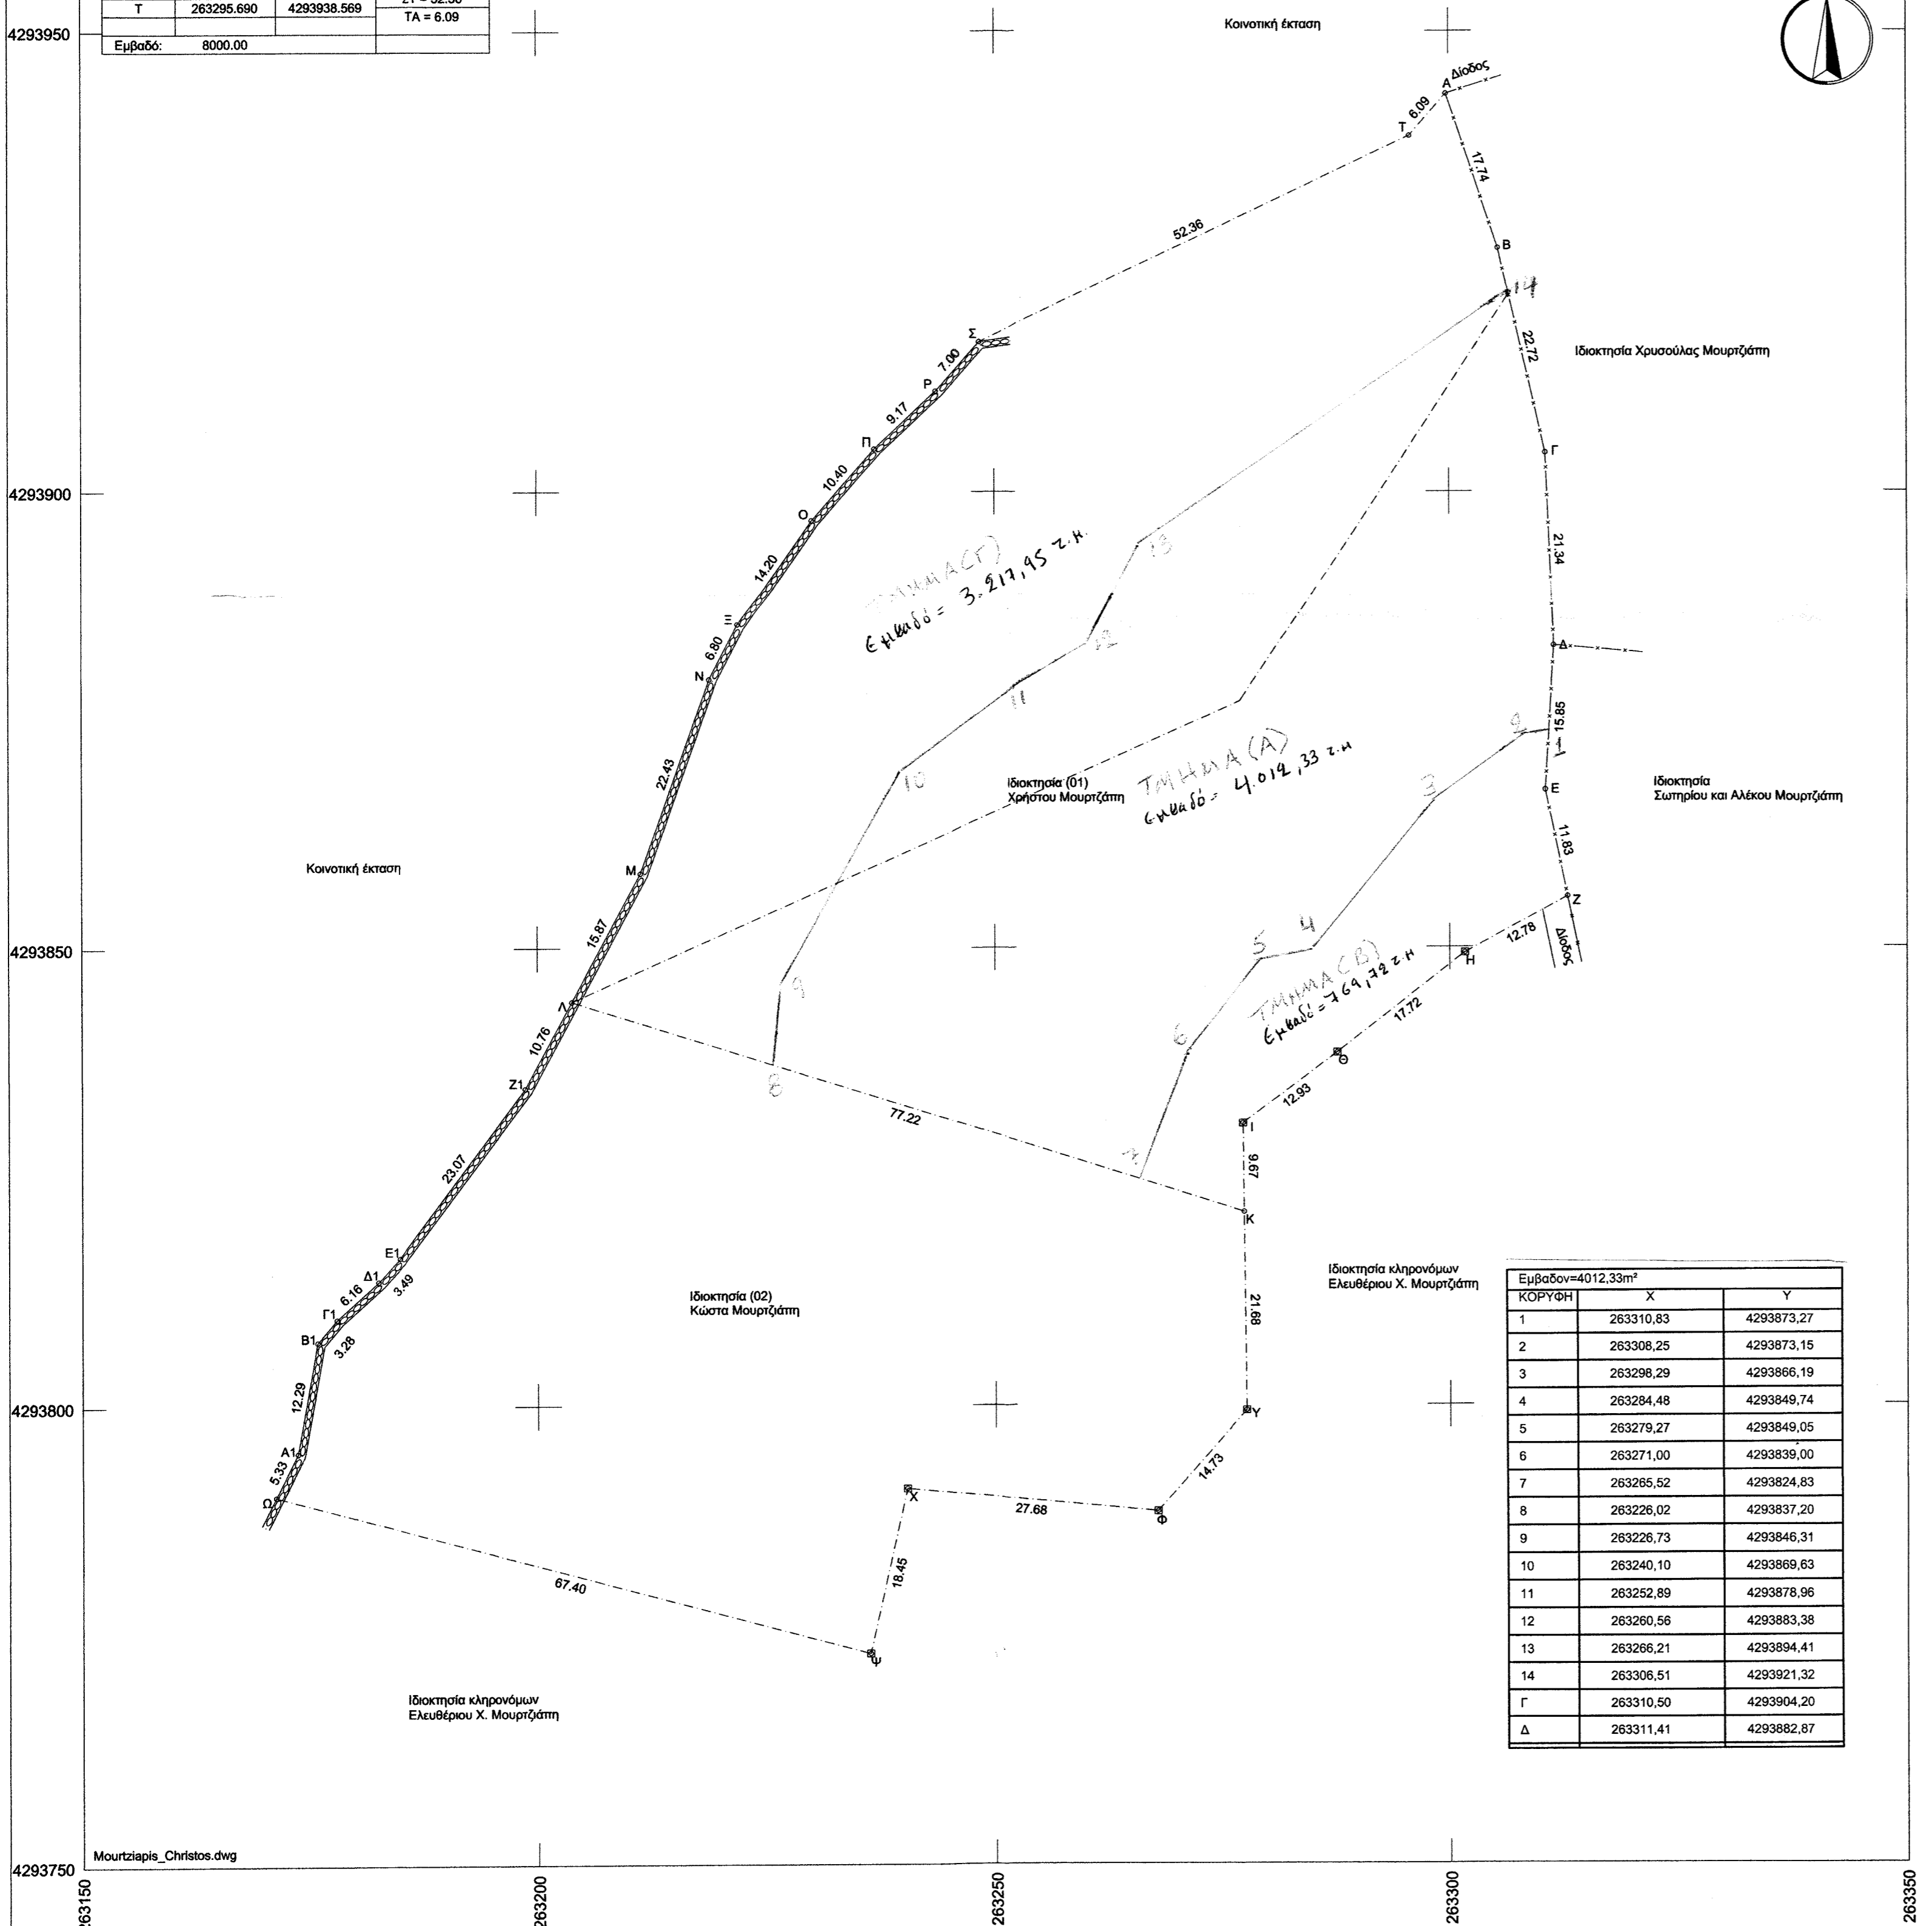 ΣΤ = 52.36
Τ 263295.690 4293938.569
ΤΑ = 6.09
Εμβαδό: 8000.00
4293950
4293900
4293850
4293800
4293750
263150
263200
263250
263300
263350
Κοινοτική έκταση
Δίοδος
Α
6.09
Τ
17.74
52.36
Β
14
22.72
Ιδιοκτησία Χρυσούλας Μουρτζιάπη
Σ
7.00
Ρ
9.17
Π
Γ
10.40
Ο
21.34
13
14.20
ΤΜΗΜΑ (Γ)
Εμβαδό = 3.217,95 τ.μ.
Ξ
6.80
Ν
12
Δ
11
15.85
2
1
22.43
10
ΤΜΗΜΑ (Α)
Εμβαδό = 4.012,33 τ.μ
Ιδιοκτησία (01)
Χρήστου Μουρτζάπη
3
Ε
Ιδιοκτησία
Σωτηρίου και Αλέκου Μουρτζιάπη
11.83
Κοινοτική έκταση
Μ
Ζ
15.87
12.78
Δίοδος
4
5
Η
9
ΤΜΗΜΑ (Β)
Εμβαδό = 769,72 τ.μ
17.72
Λ
10.76
6
Θ
8
Ζ1
12.93
77.22
Ι
7
9.67
23.07
Κ
Ε1
Δ1
3.49
6.16
Γ1
3.28
Β1
Ιδιοκτησία (02)
Κώστα Μουρτζιάπη
Ιδιοκτησία κληρονόμων
Ελευθέριου Χ. Μουρτζιάπη
21.68
12.29
Υ
Α1
5.33
Ω
14.73
Χ
27.68
Φ
18.45
67.40
Ψ
Ιδιοκτησία κληρονόμων
Ελευθέριου Χ. Μουρτζιάπη
Εμβαδον=4012,33m²
ΚΟΡΥΦΗ X Y
1 263310,83 4293873,27
2 263308,25 4293873,15
3 263298,29 4293866,19
4 263284,48 4293849,74
5 263279,27 4293849,05
6 263271,00 4293839,00
7 263265,52 4293824,83
8 263226,02 4293837,20
9 263226,73 4293846,31
10 263240,10 4293869,63
11 263252,89 4293878,96
12 263260,56 4293883,38
13 263266,21 4293894,41
14 263306,51 4293921,32
Γ 263310,50 4293904,20
Δ 263311,41 4293882,87
Mourtziapis_Christos.dwg